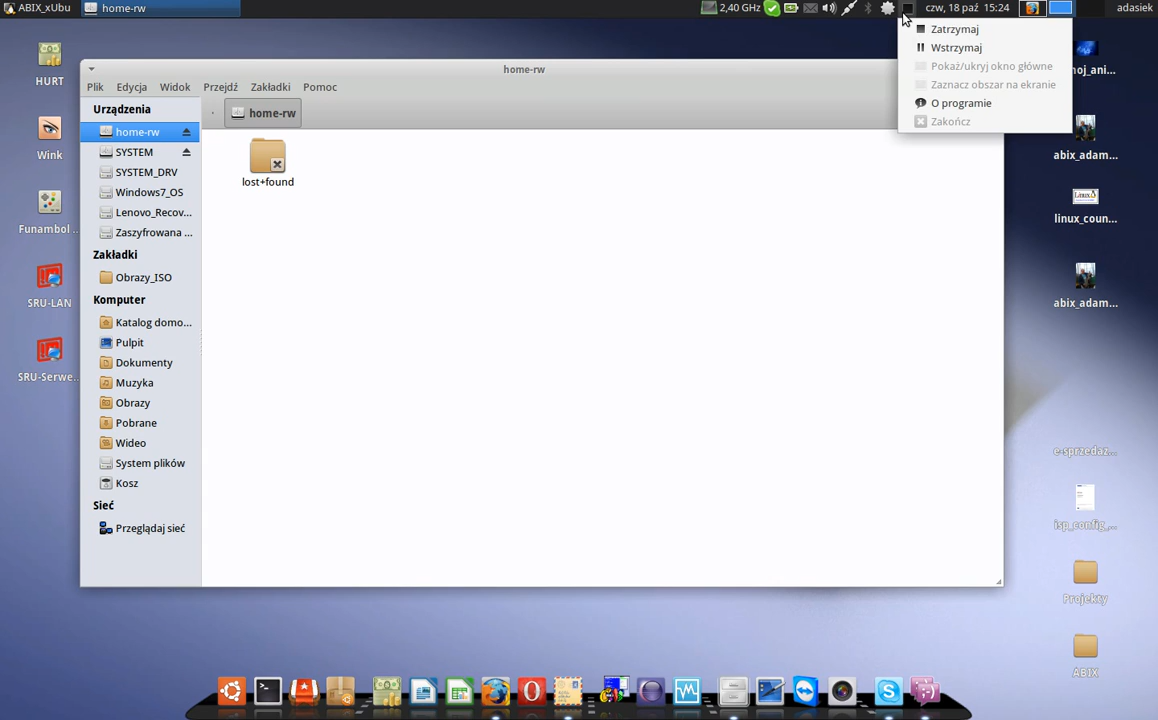 ABIX_xUbu
home-rw
2,40 GHz
czw, 18 paź 15:24
adasiek
Zatrzymaj
Wstrzymaj
Pokaż/ukryj okno główne
Zaznacz obszar na ekranie
O programie
Zakończ
HURT
Wink
Funambol ...
SRU-LAN
SRU-Serwe...
home-rw
Plik
Edycja
Widok
Przejdź
Zakładki
Pomoc
home-rw
Urządzenia
home-rw
SYSTEM
SYSTEM_DRV
Windows7_OS
Lenovo_Recov...
Zaszyfrowana ...
Zakładki
Obrazy_ISO
Komputer
Katalog domo...
Pulpit
Dokumenty
Muzyka
Obrazy
Pobrane
Wideo
System plików
Kosz
Sieć
Przeglądaj sieć
lost+found
noj_ani...
abix_adam...
linux_coun...
abix_adam...
e-sprzedaz...
isp_config_...
Projekty
ABIX